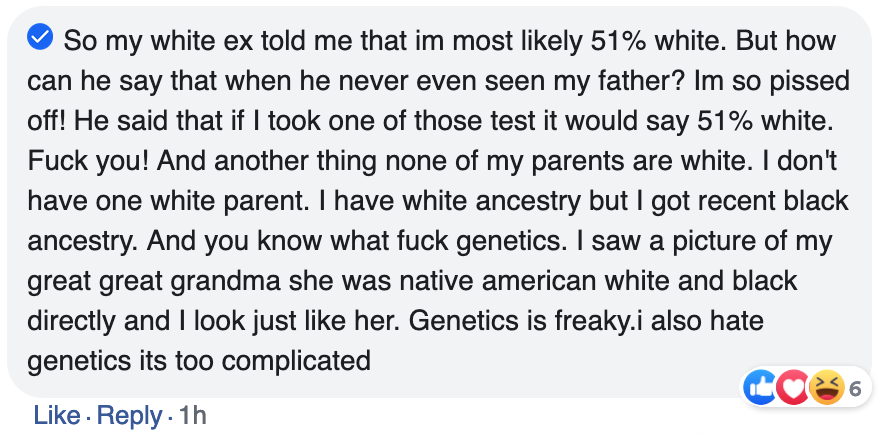 So my white ex told me that im most likely 51% white. But how
can he say that when he never even seen my father? Im so pissed
off! He said that if I took one of those test it would say 51% white.
Fuck you! And another thing none of my parents are white. I don't
have one white parent. I have white ancestry but I got recent black
ancestry. And you know what fuck genetics. I saw a picture of my
great great grandma she was native american white and black
directly and I look just like her. Genetics is freaky.i also hate
genetics its too complicated
6
Like · Reply · 1h